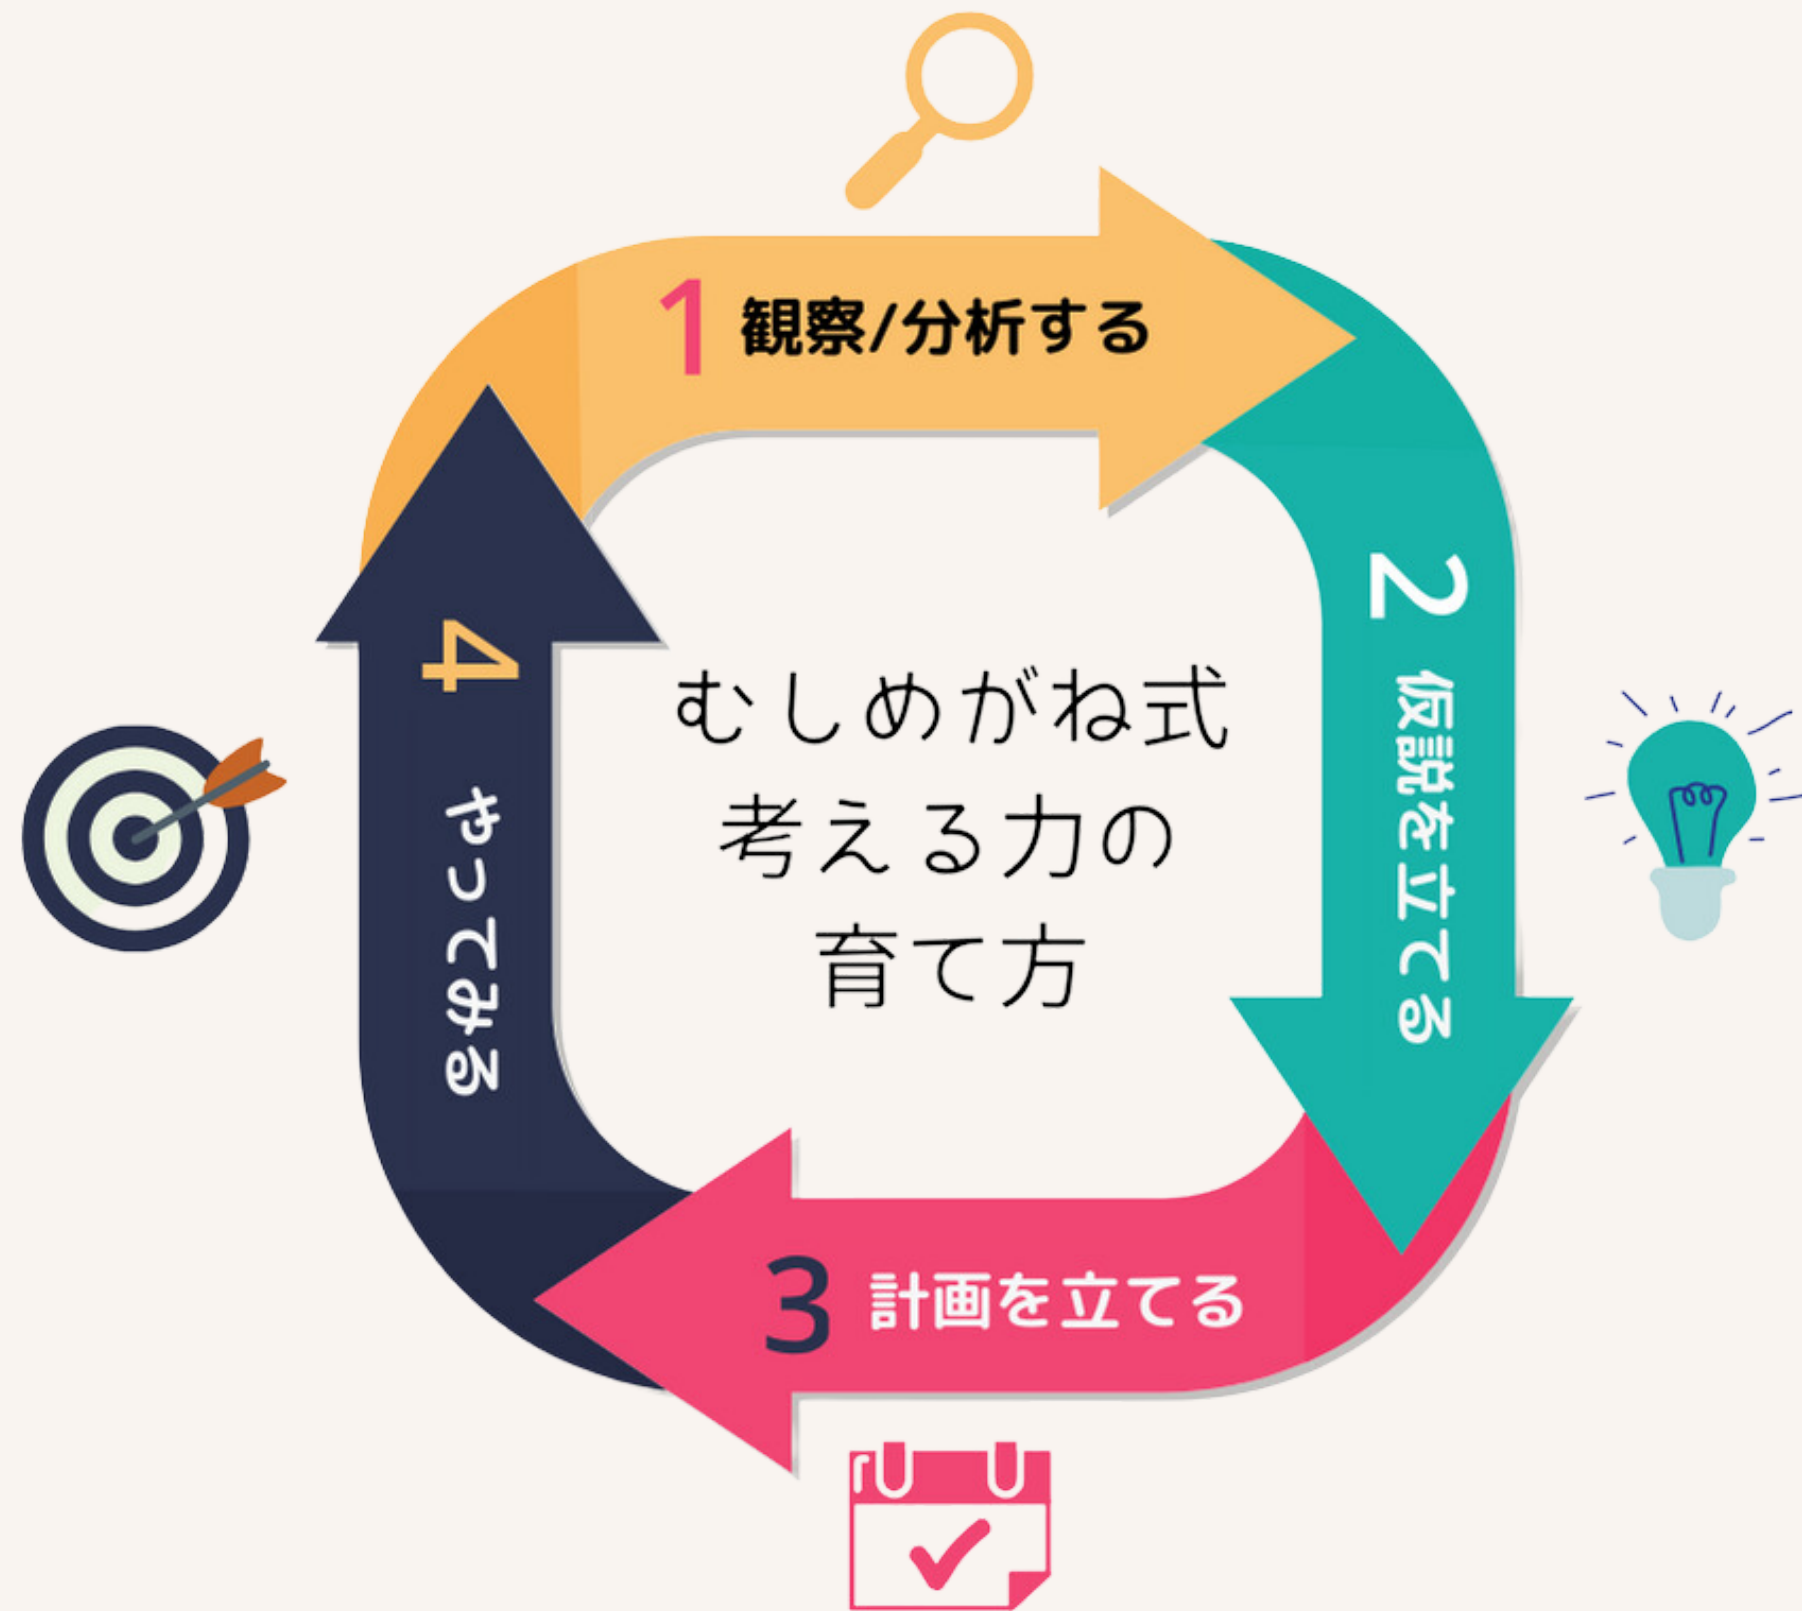 1 観察/分析する
2 仮説を立てる
3 計画を立てる
4 やってみる
むしめがね式
考える力の
育て方